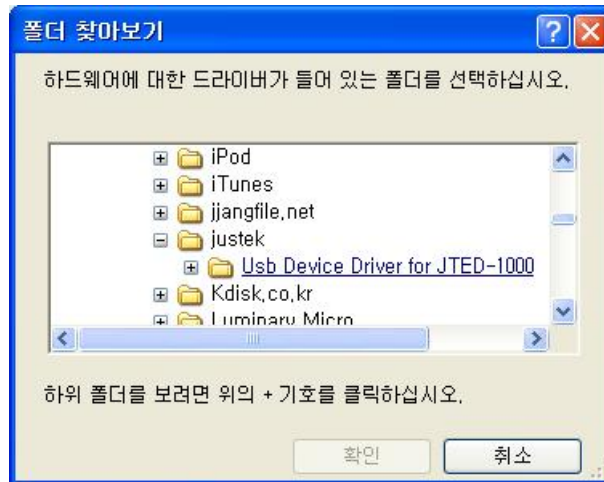 폴더 찾아보기
하드웨어에 대한 드라이버가 들어 있는 폴더를 선택하십시오.
iPod
iTunes
jjangfile.net
justek
Usb Device Driver for JTED-1000
Kdisk.co.kr
Luminary Micro
하위 폴더를 보려면 위의 + 기호를 클릭하십시오.
확인 취소